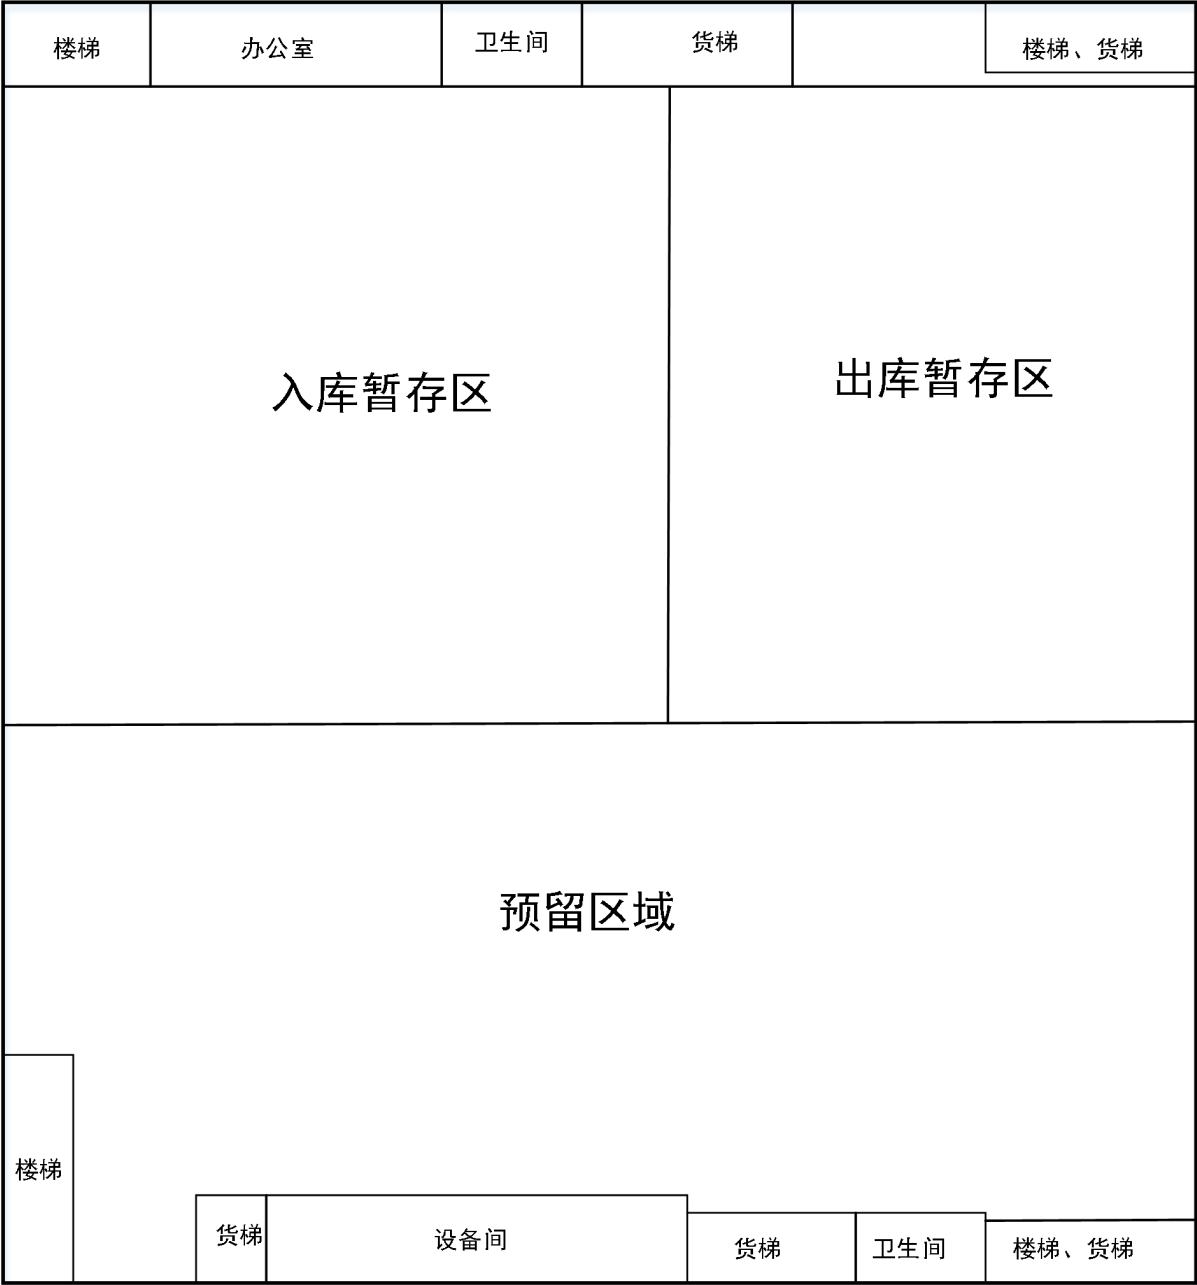 楼梯
办公室
卫生间
货梯
楼梯、货梯
入库暂存区
出库暂存区
预留区域
楼梯
货梯
设备间
货梯
卫生间
楼梯、货梯